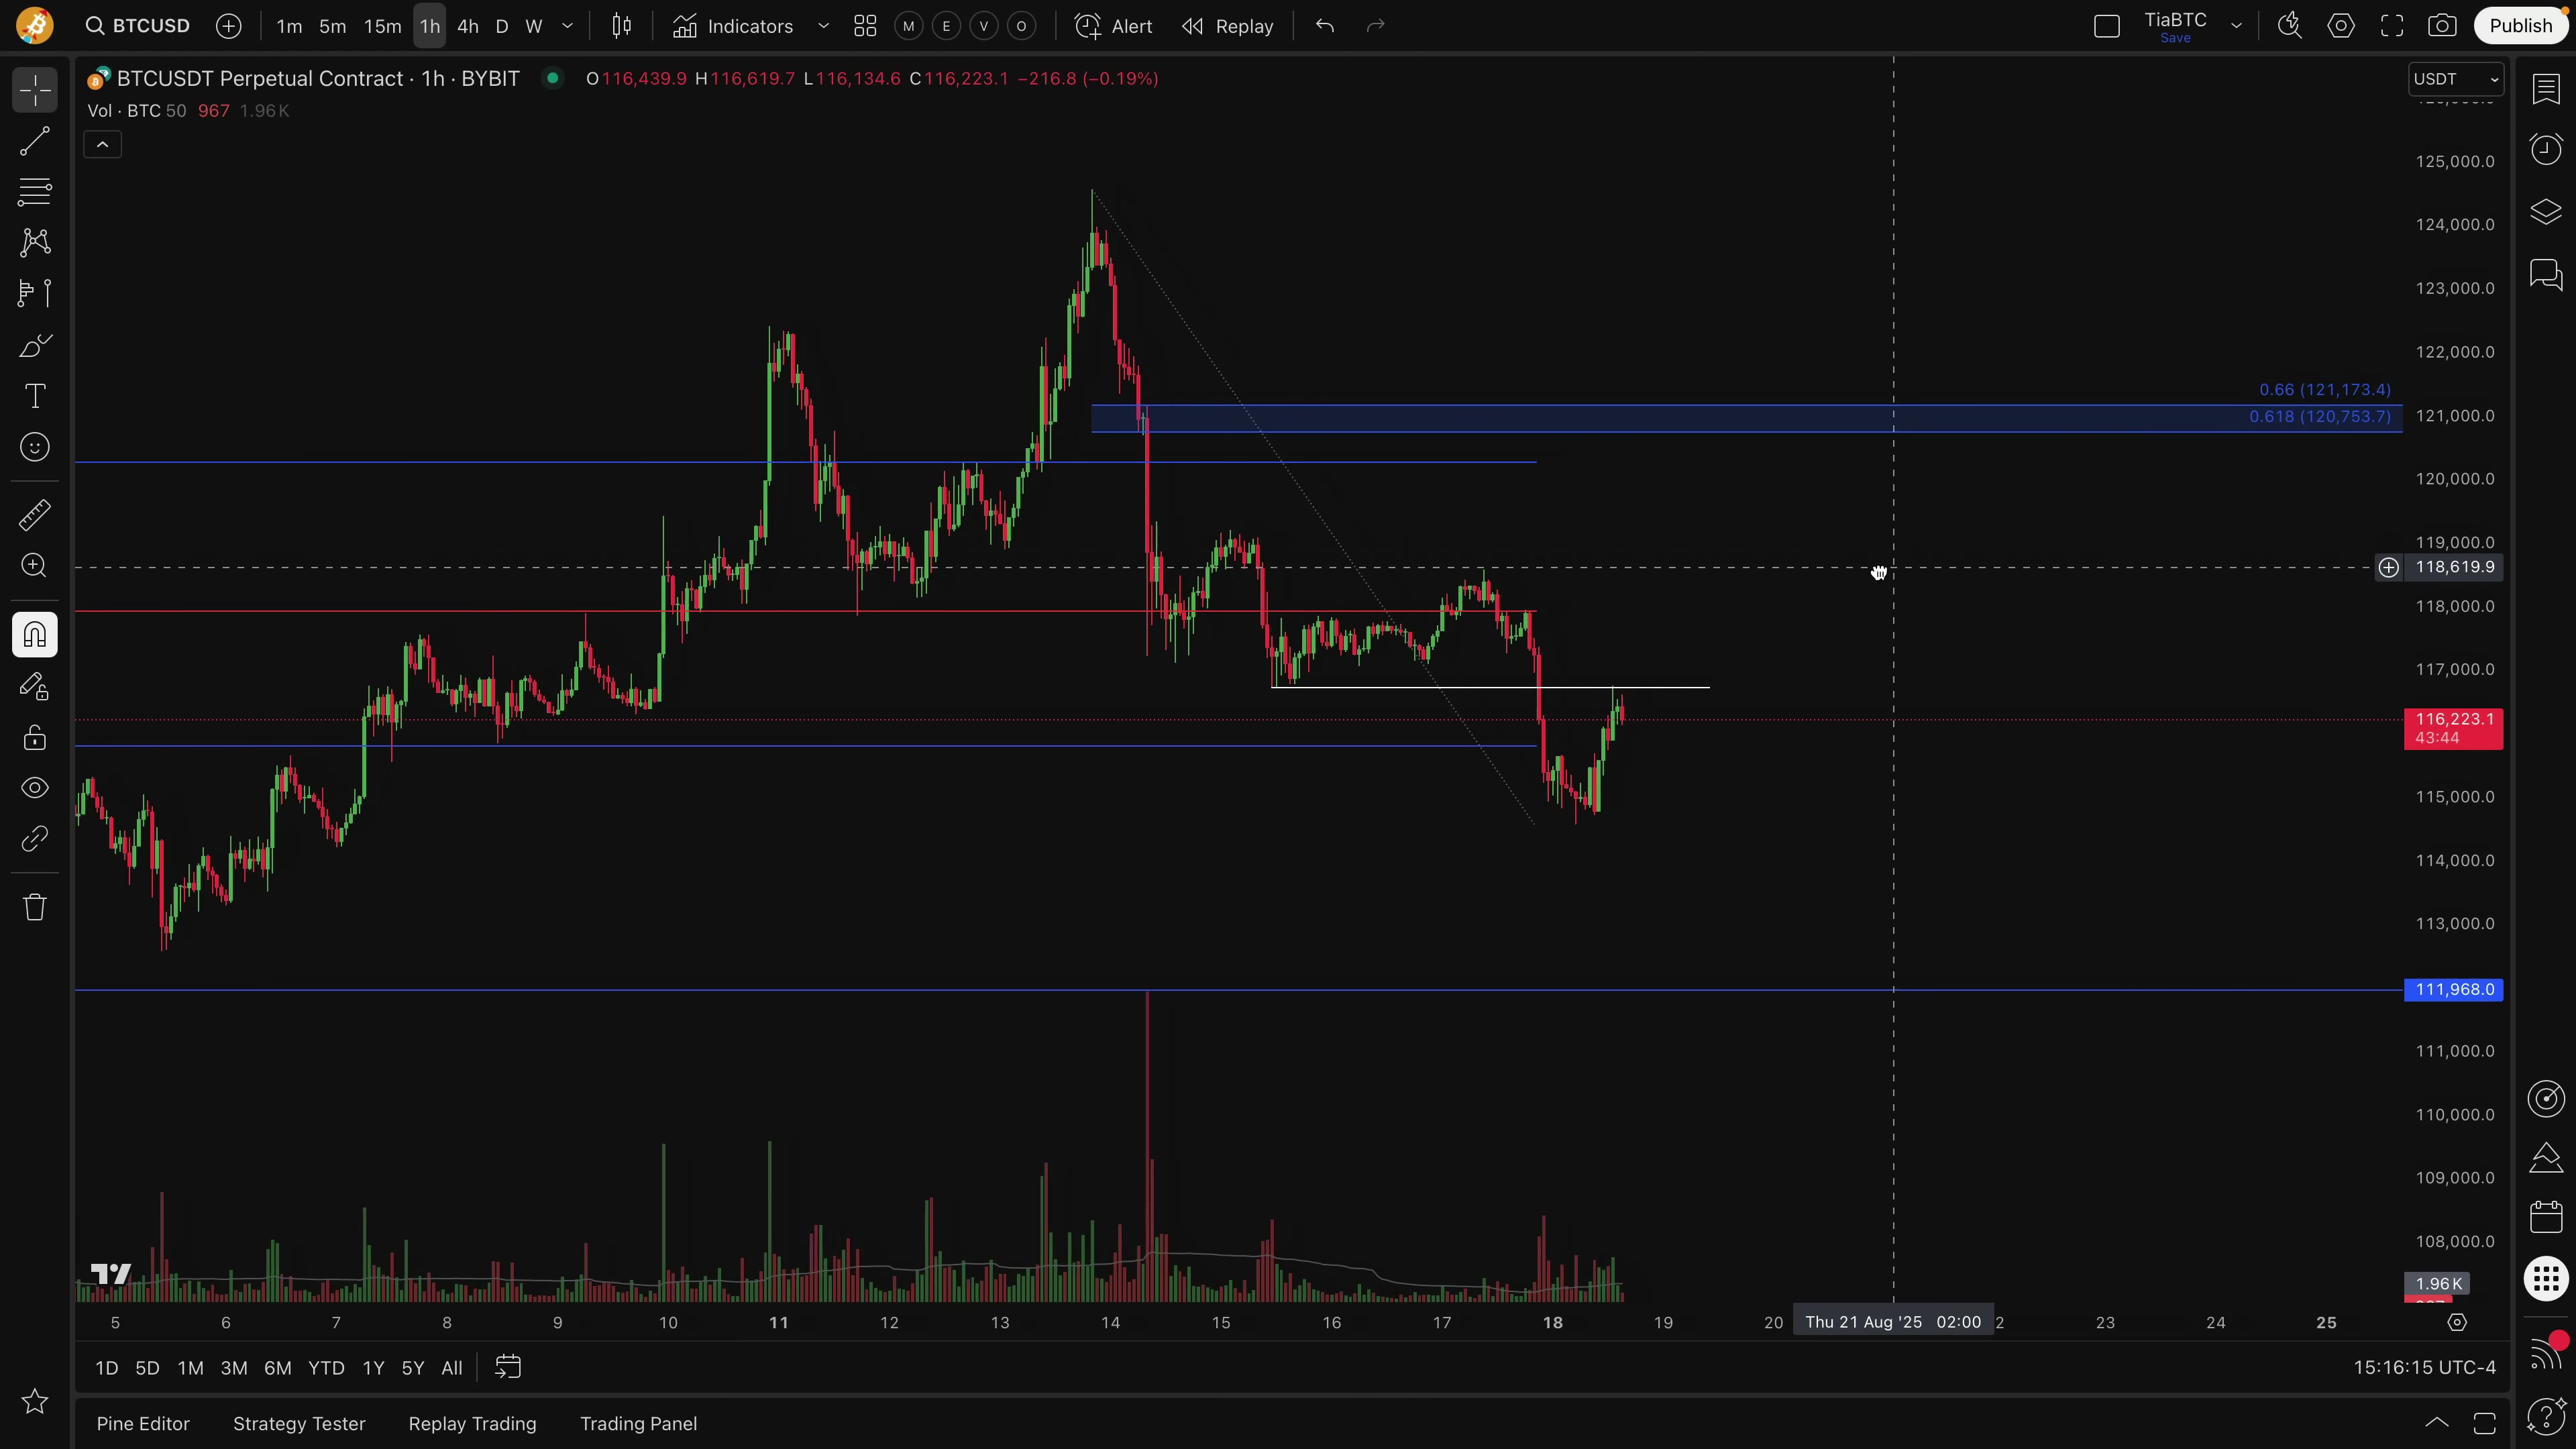 BTCUSD 1m 5m 15m 1h 4h D W Indicators M E V O Alert Replay TiaBTC Save Publish
BTCUSDT Perpetual Contract · 1h · BYBIT O116,439.9 H116,619.7 L116,134.6 C116,223.1 −216.8 (−0.19%) USDT
Vol · BTC 50 967 1.96K
125,000.0
124,000.0
123,000.0
122,000.0
0.66 (121,173.4)
0.618 (120,753.7) 121,000.0
120,000.0
119,000.0
118,619.9
118,000.0
117,000.0
116,223.1
43:44
115,000.0
114,000.0
113,000.0
111,968.0
111,000.0
110,000.0
109,000.0
108,000.0
1.96K
5 6 7 8 9 10 11 12 13 14 15 16 17 18 19 20 Thu 21 Aug '25 02:00 2 23 24 25
1D 5D 1M 3M 6M YTD 1Y 5Y All 15:16:15 UTC-4
Pine Editor Strategy Tester Replay Trading Trading Panel